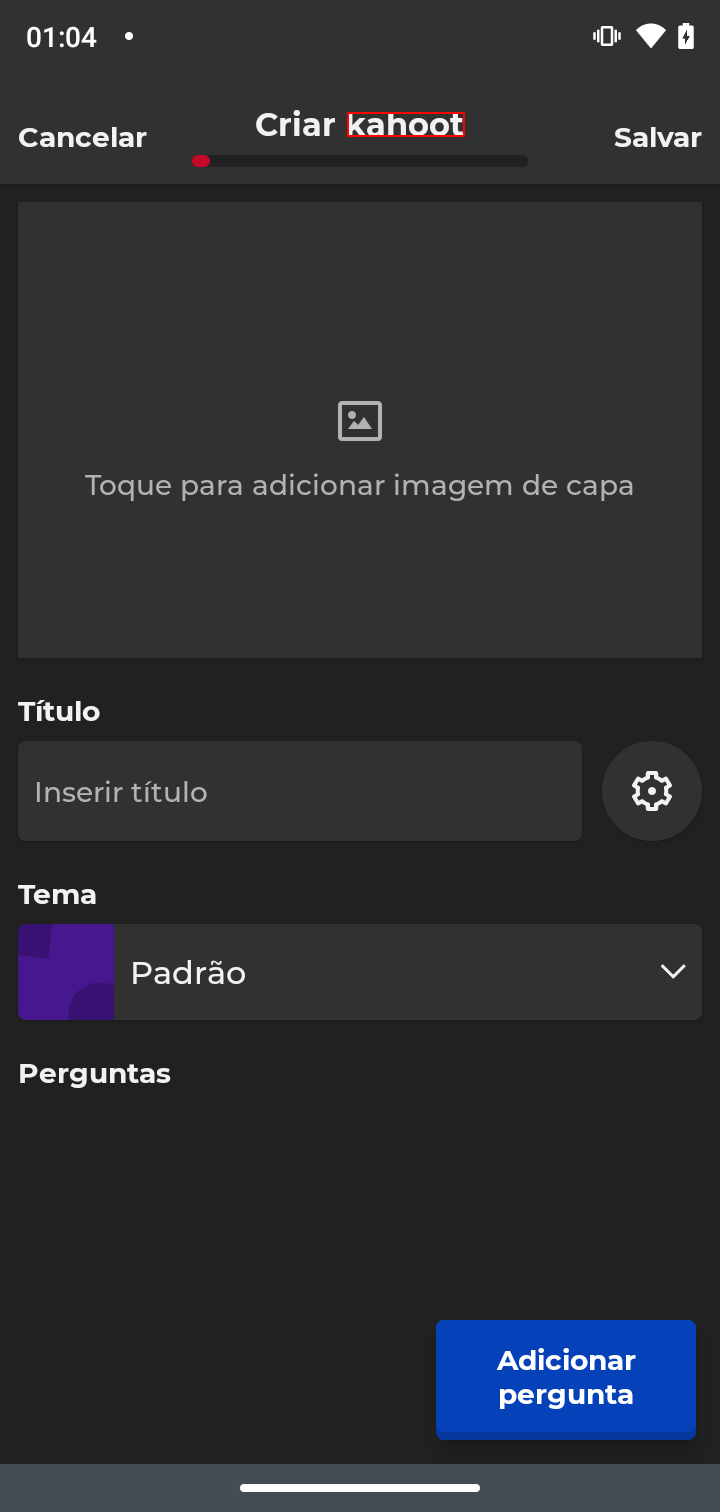 01:04
Cancelar
Criar kahoot
Salvar
Toque para adicionar imagem de capa
Título
Inserir título
Tema
Padrão
Perguntas
Adicionar
pergunta